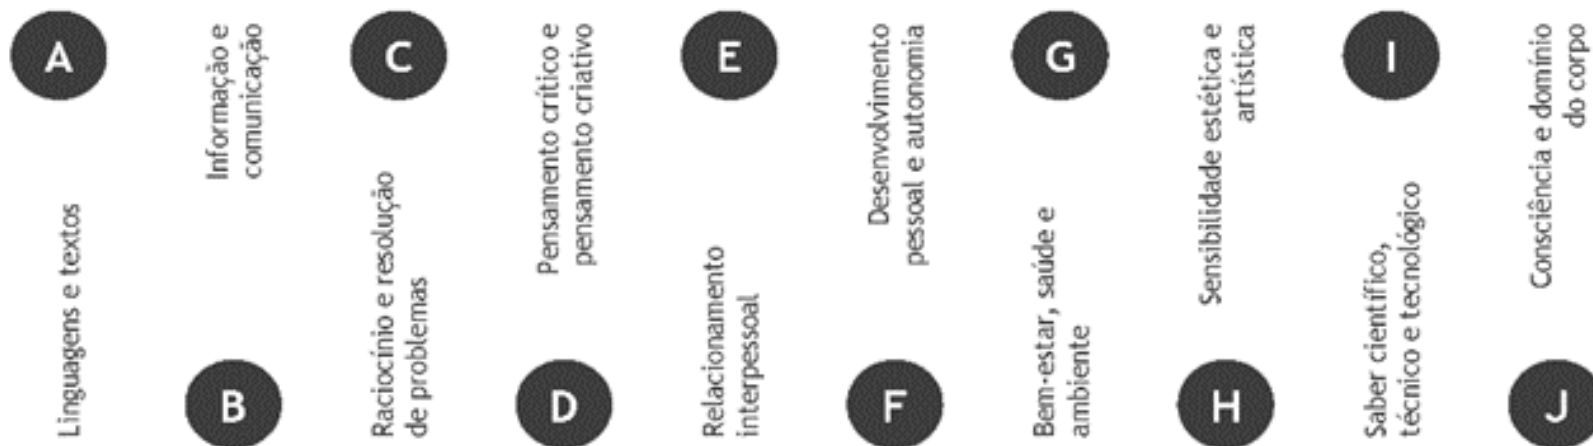 A
Linguagens e textos
Informação e
comunicação
B
C
Raciocínio e resolução
de problemas
Pensamento crítico e
pensamento criativo
D
E
Relacionamento
interpessoal
Desenvolvimento
pessoal e autonomia
F
G
Bem-estar, saúde e
ambiente
Sensibilidade estética e
artística
H
I
Saber científico,
técnico e tecnológico
Consciência e domínio
do corpo
J